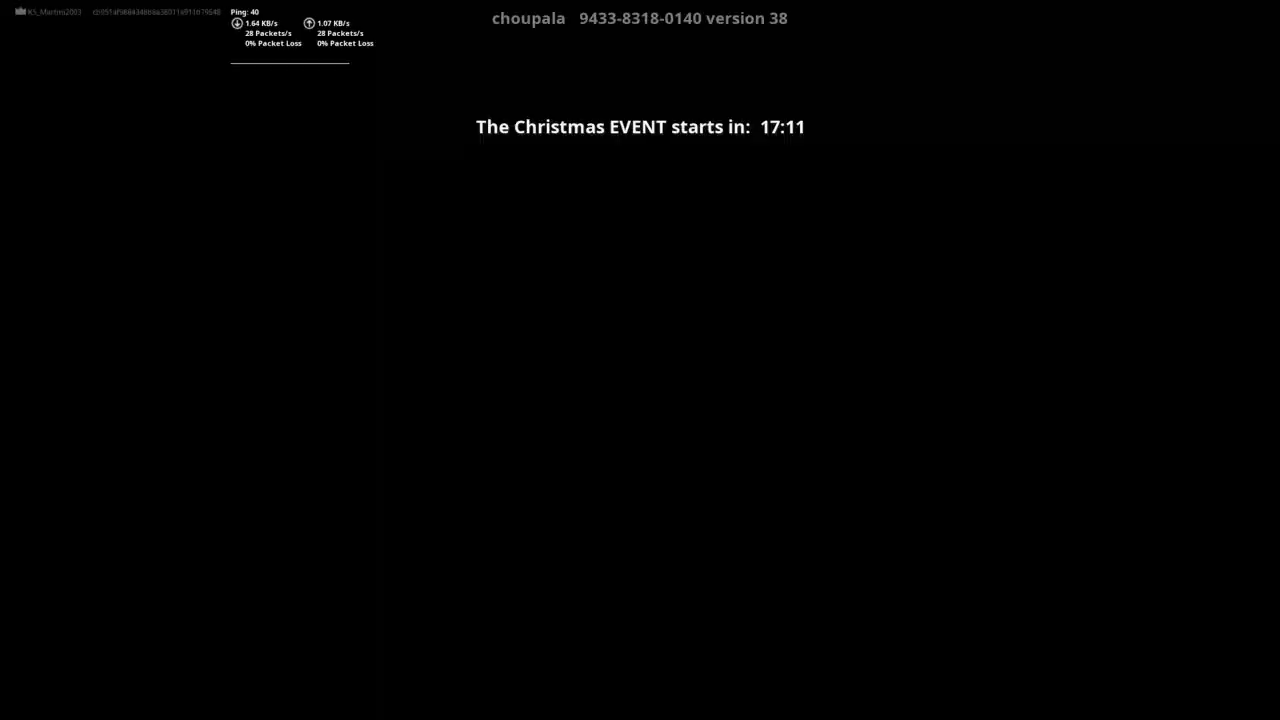 KS_Martini2003
Ping: 40
1.64 KB/s 1.07 KB/s
28 Packets/s 28 Packets/s
0% Packet Loss 0% Packet Loss
choupala 9433-8318-0140 version 38
The Christmas EVENT starts in: 17:11